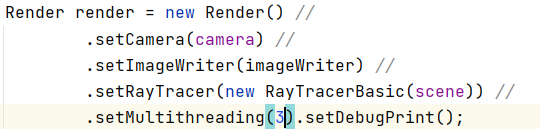 Render render = new Render() //
.setCamera(camera) //
.setImageWriter(imageWriter) //
.setRayTracer(new RayTracerBasic(scene)) //
.setMultithreading(3).setDebugPrint();